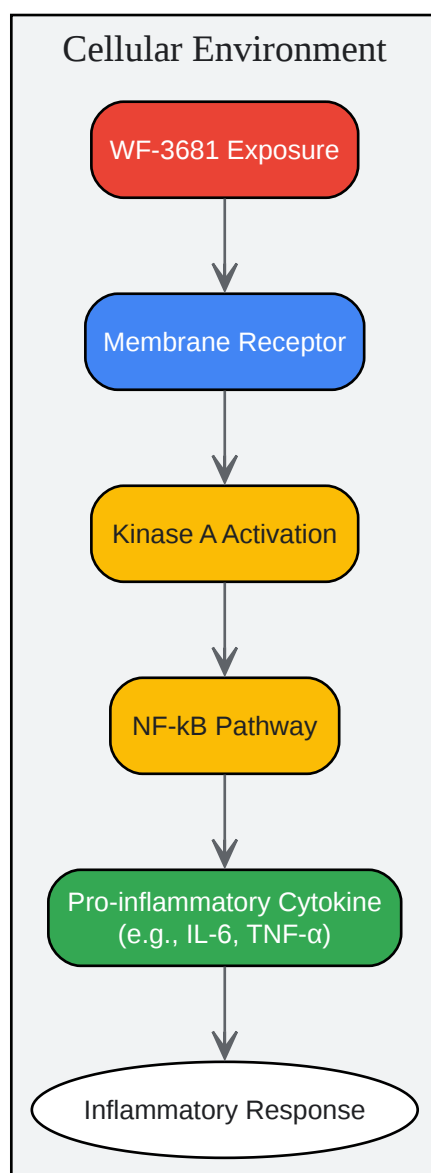 Cellular Environment
WF-3681 Exposure
Membrane Receptor
Kinase A Activation
NF-kB Pathway
Pro-inflammatory Cytokine
(e.g., IL-6, TNF-α)
Inflammatory Response